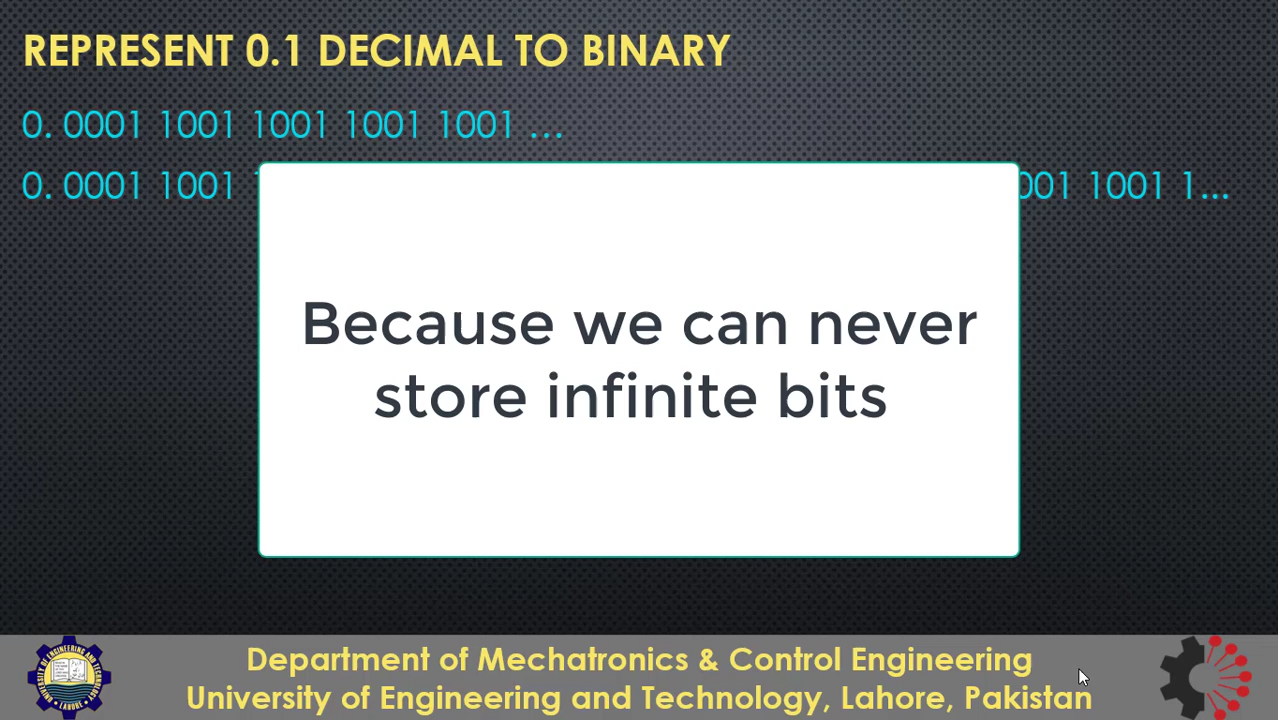 REPRESENT 0.1 DECIMAL TO BINARY
0. 0001 1001 1001 1001 1001 …
0. 0001 1001 001 1001 1...
Because we can never
store infinite bits
Department of Mechatronics & Control Engineering
University of Engineering and Technology, Lahore, Pakistan
LAHORE